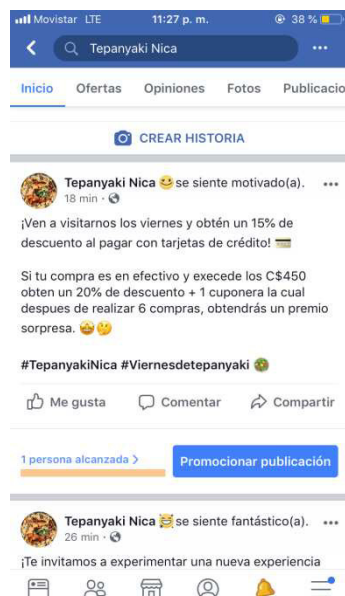 Movistar LTE 11:27 p. m. 38 %
Tepanyaki Nica
Inicio Ofertas Opiniones Fotos Publicacio
CREAR HISTORIA
Tepanyaki Nica se siente motivado(a).
18 min
¡Ven a visitarnos los viernes y obtén un 15% de
descuento al pagar con tarjetas de crédito!
Si tu compra es en efectivo y execede los C$450
obten un 20% de descuento + 1 cuponera la cual
despues de realizar 6 compras, obtendrás un premio
sorpresa.
#TepanyakiNica #Viernesdetepanyaki
Me gusta Comentar Compartir
1 persona alcanzada
Promocionar publicación
Tepanyaki Nica se siente fantástico(a).
26 min
¡Te invitamos a experimentar una nueva experiencia